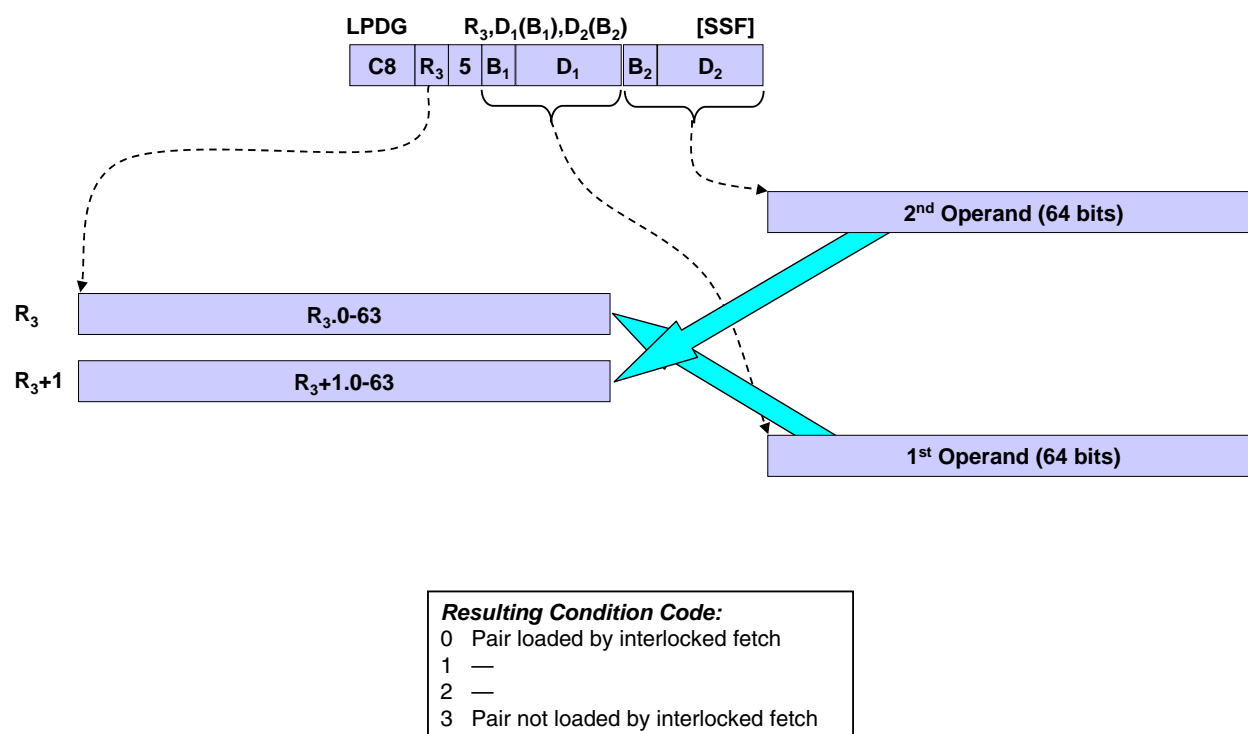 LPDG R₃,D₁(B₁),D₂(B₂) [SSF]
C8 R₃ 5 B₁ D₁ B₂ D₂
2ⁿᵈ Operand (64 bits)
R₃ R₃.0-63
R₃+1 R₃+1.0-63
1ˢᵗ Operand (64 bits)
Resulting Condition Code:
0 Pair loaded by interlocked fetch
1 —
2 —
3 Pair not loaded by interlocked fetch